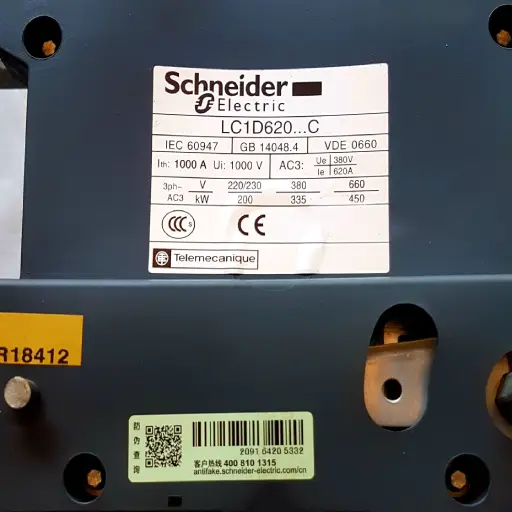 Schneider
Electric
LC1D620...C
IEC 60947 GB 14048.4 VDE 0660
Ith: 1000 A Ui: 1000 V AC3: Ue 380V
Ie 620A
3ph~ V 220/230 380 660
AC3 kW 200 335 450
CCC S CE
Telemecanique
R18412
防伪查询
2091 6420 5332
客户热线 400 810 1315
antifake.schneider-electric.com/cn